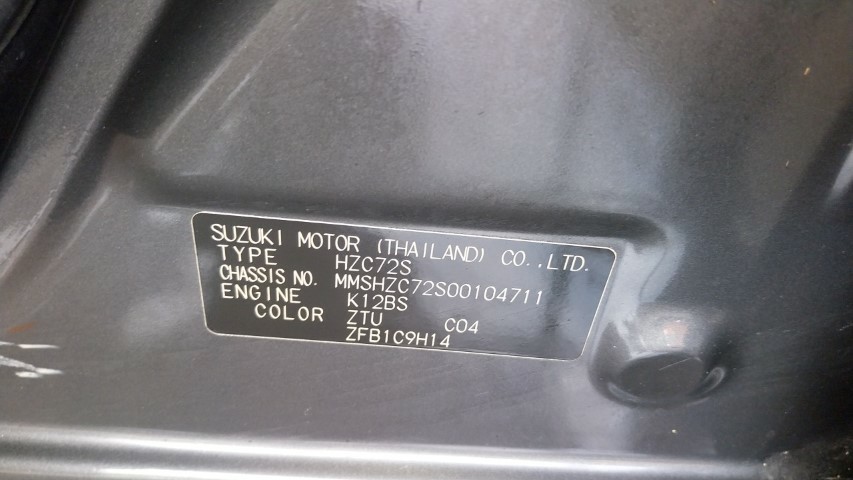 SUZUKI MOTOR (THAILAND) CO.,LTD.
TYPE HZC72S
CHASSIS NO. MMSHZC72S00104711
ENGINE K12BS
COLOR ZTU C04
ZFB1C9H14